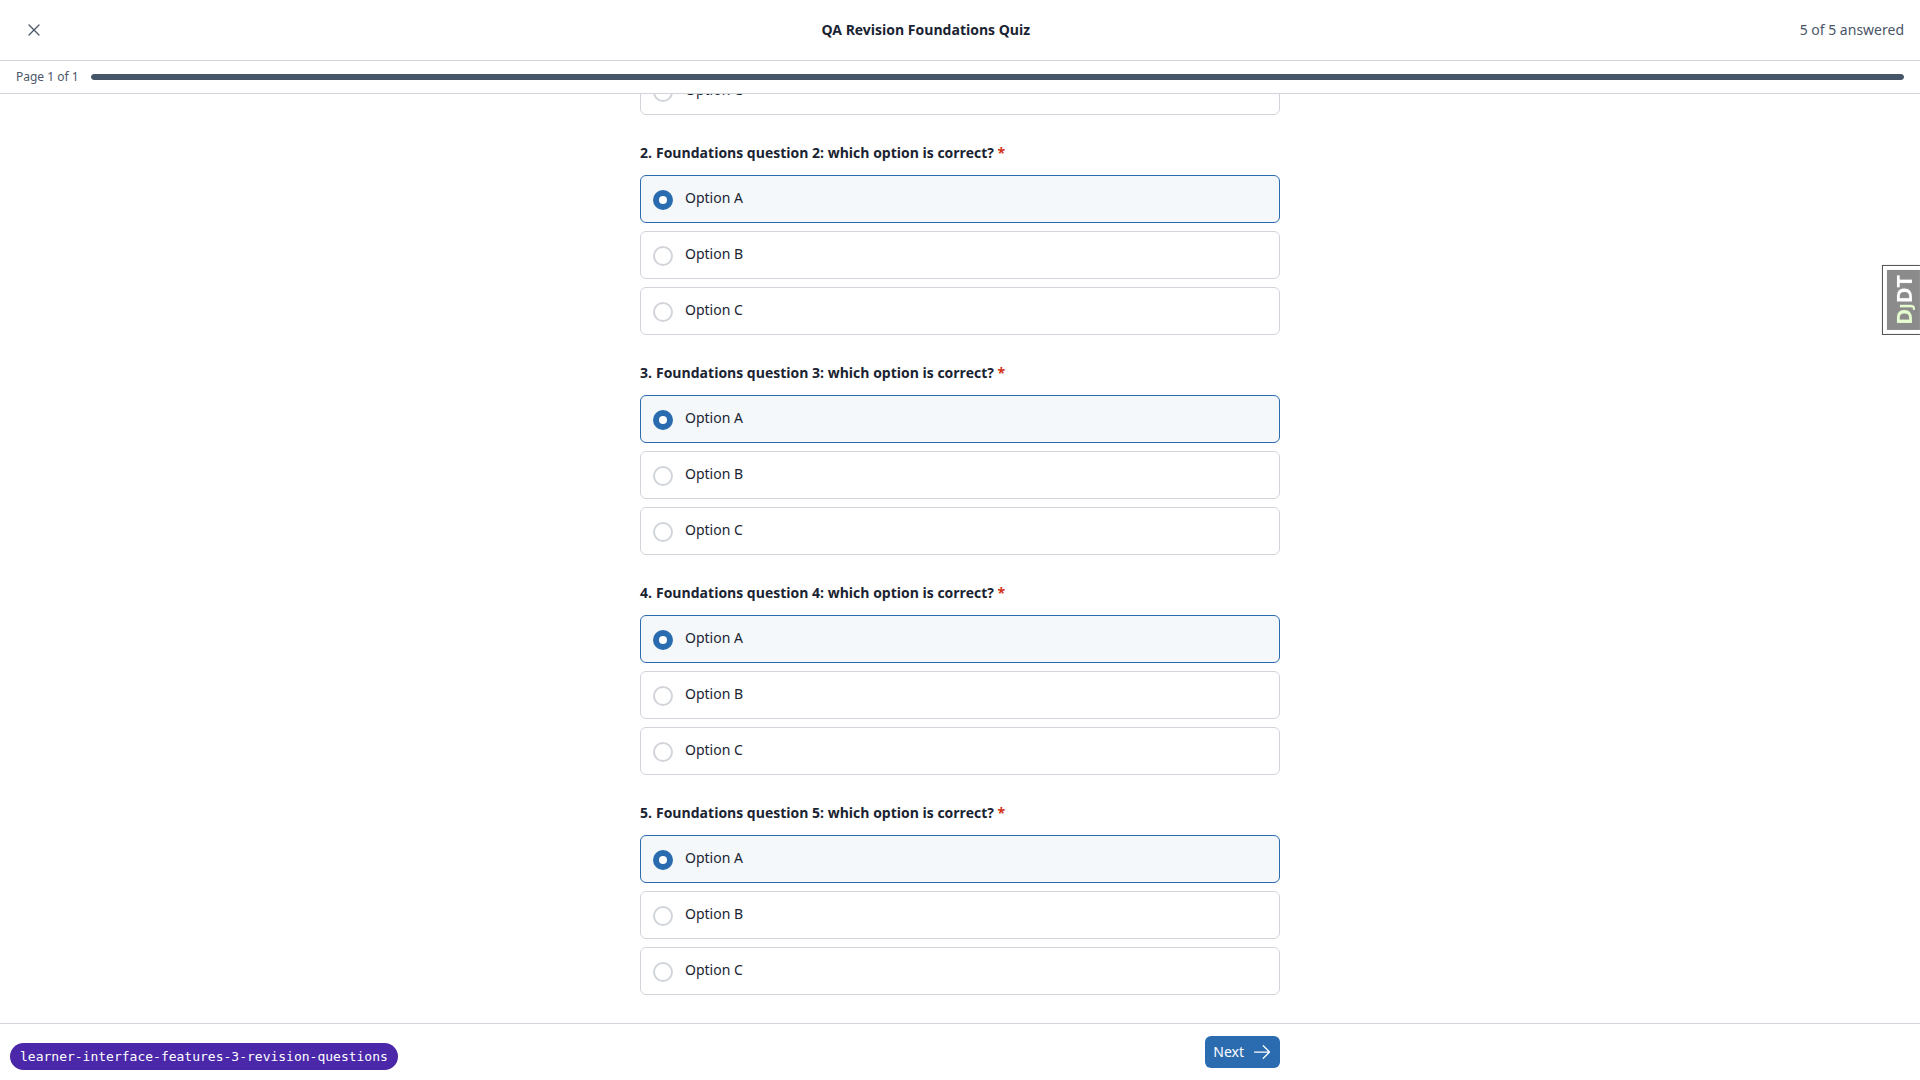 QA Revision Foundations Quiz
5 of 5 answered
Page 1 of 1
2. Foundations question 2: which option is correct? *
Option A
Option B
Option C
3. Foundations question 3: which option is correct? *
Option A
Option B
Option C
4. Foundations question 4: which option is correct? *
Option A
Option B
Option C
5. Foundations question 5: which option is correct? *
Option A
Option B
Option C
DjDT
learner-interface-features-3-revision-questions
Next